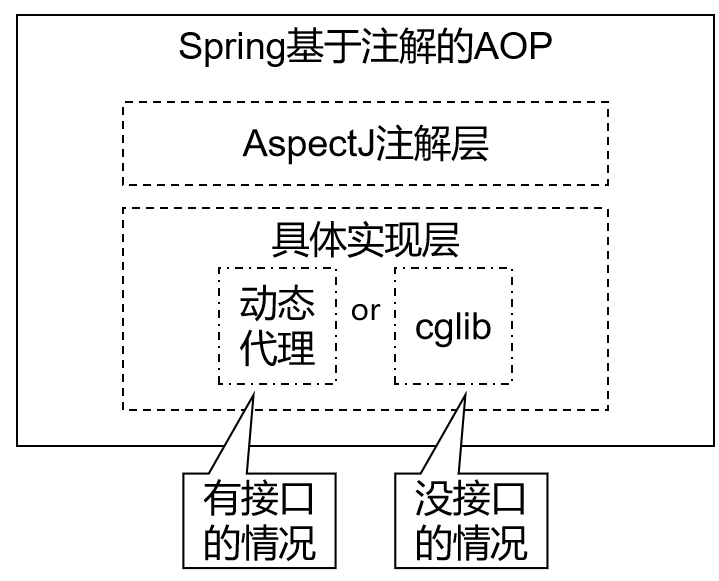 Spring基于注解的AOP
AspectJ注解层
具体实现层
动态
代理
or
cglib
有接口
的情况
没接口
的情况